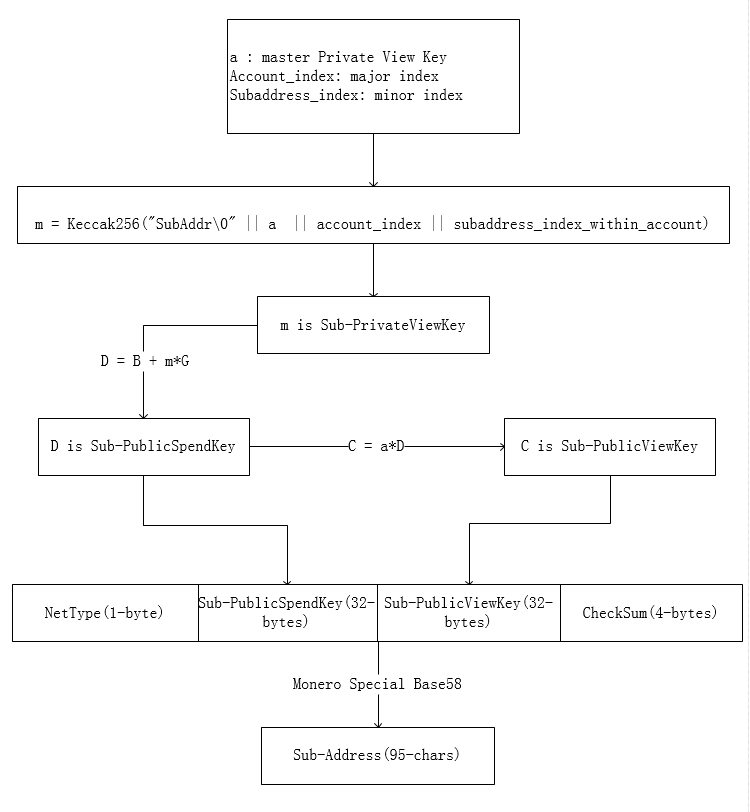 a : master Private View Key
Account_index: major index
Subaddress_index: minor index
m = Keccak256("SubAddr\0" || a  || account_index || subaddress_index_within_account)
m is Sub-PrivateViewKey
D = B + m*G
D is Sub-PublicSpendKey
C = a*D
C is Sub-PublicViewKey
NetType(1-byte)
Sub-PublicSpendKey(32-
bytes)
Sub-PublicViewKey(32-
bytes)
CheckSum(4-bytes)
Monero Special Base58
Sub-Address(95-chars)